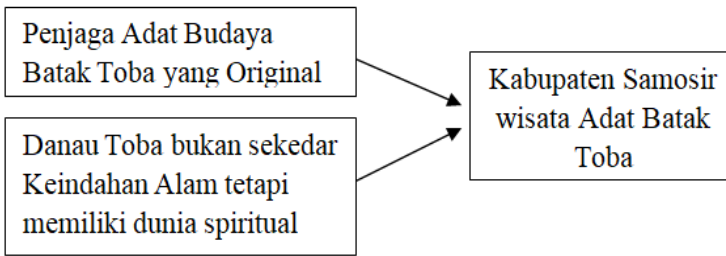 Penjaga Adat Budaya
Batak Toba yang Original
Danau Toba bukan sekedar
Keindahan Alam tetapi
memiliki dunia spiritual
Kabupaten Samosir
wisata Adat Batak
Toba